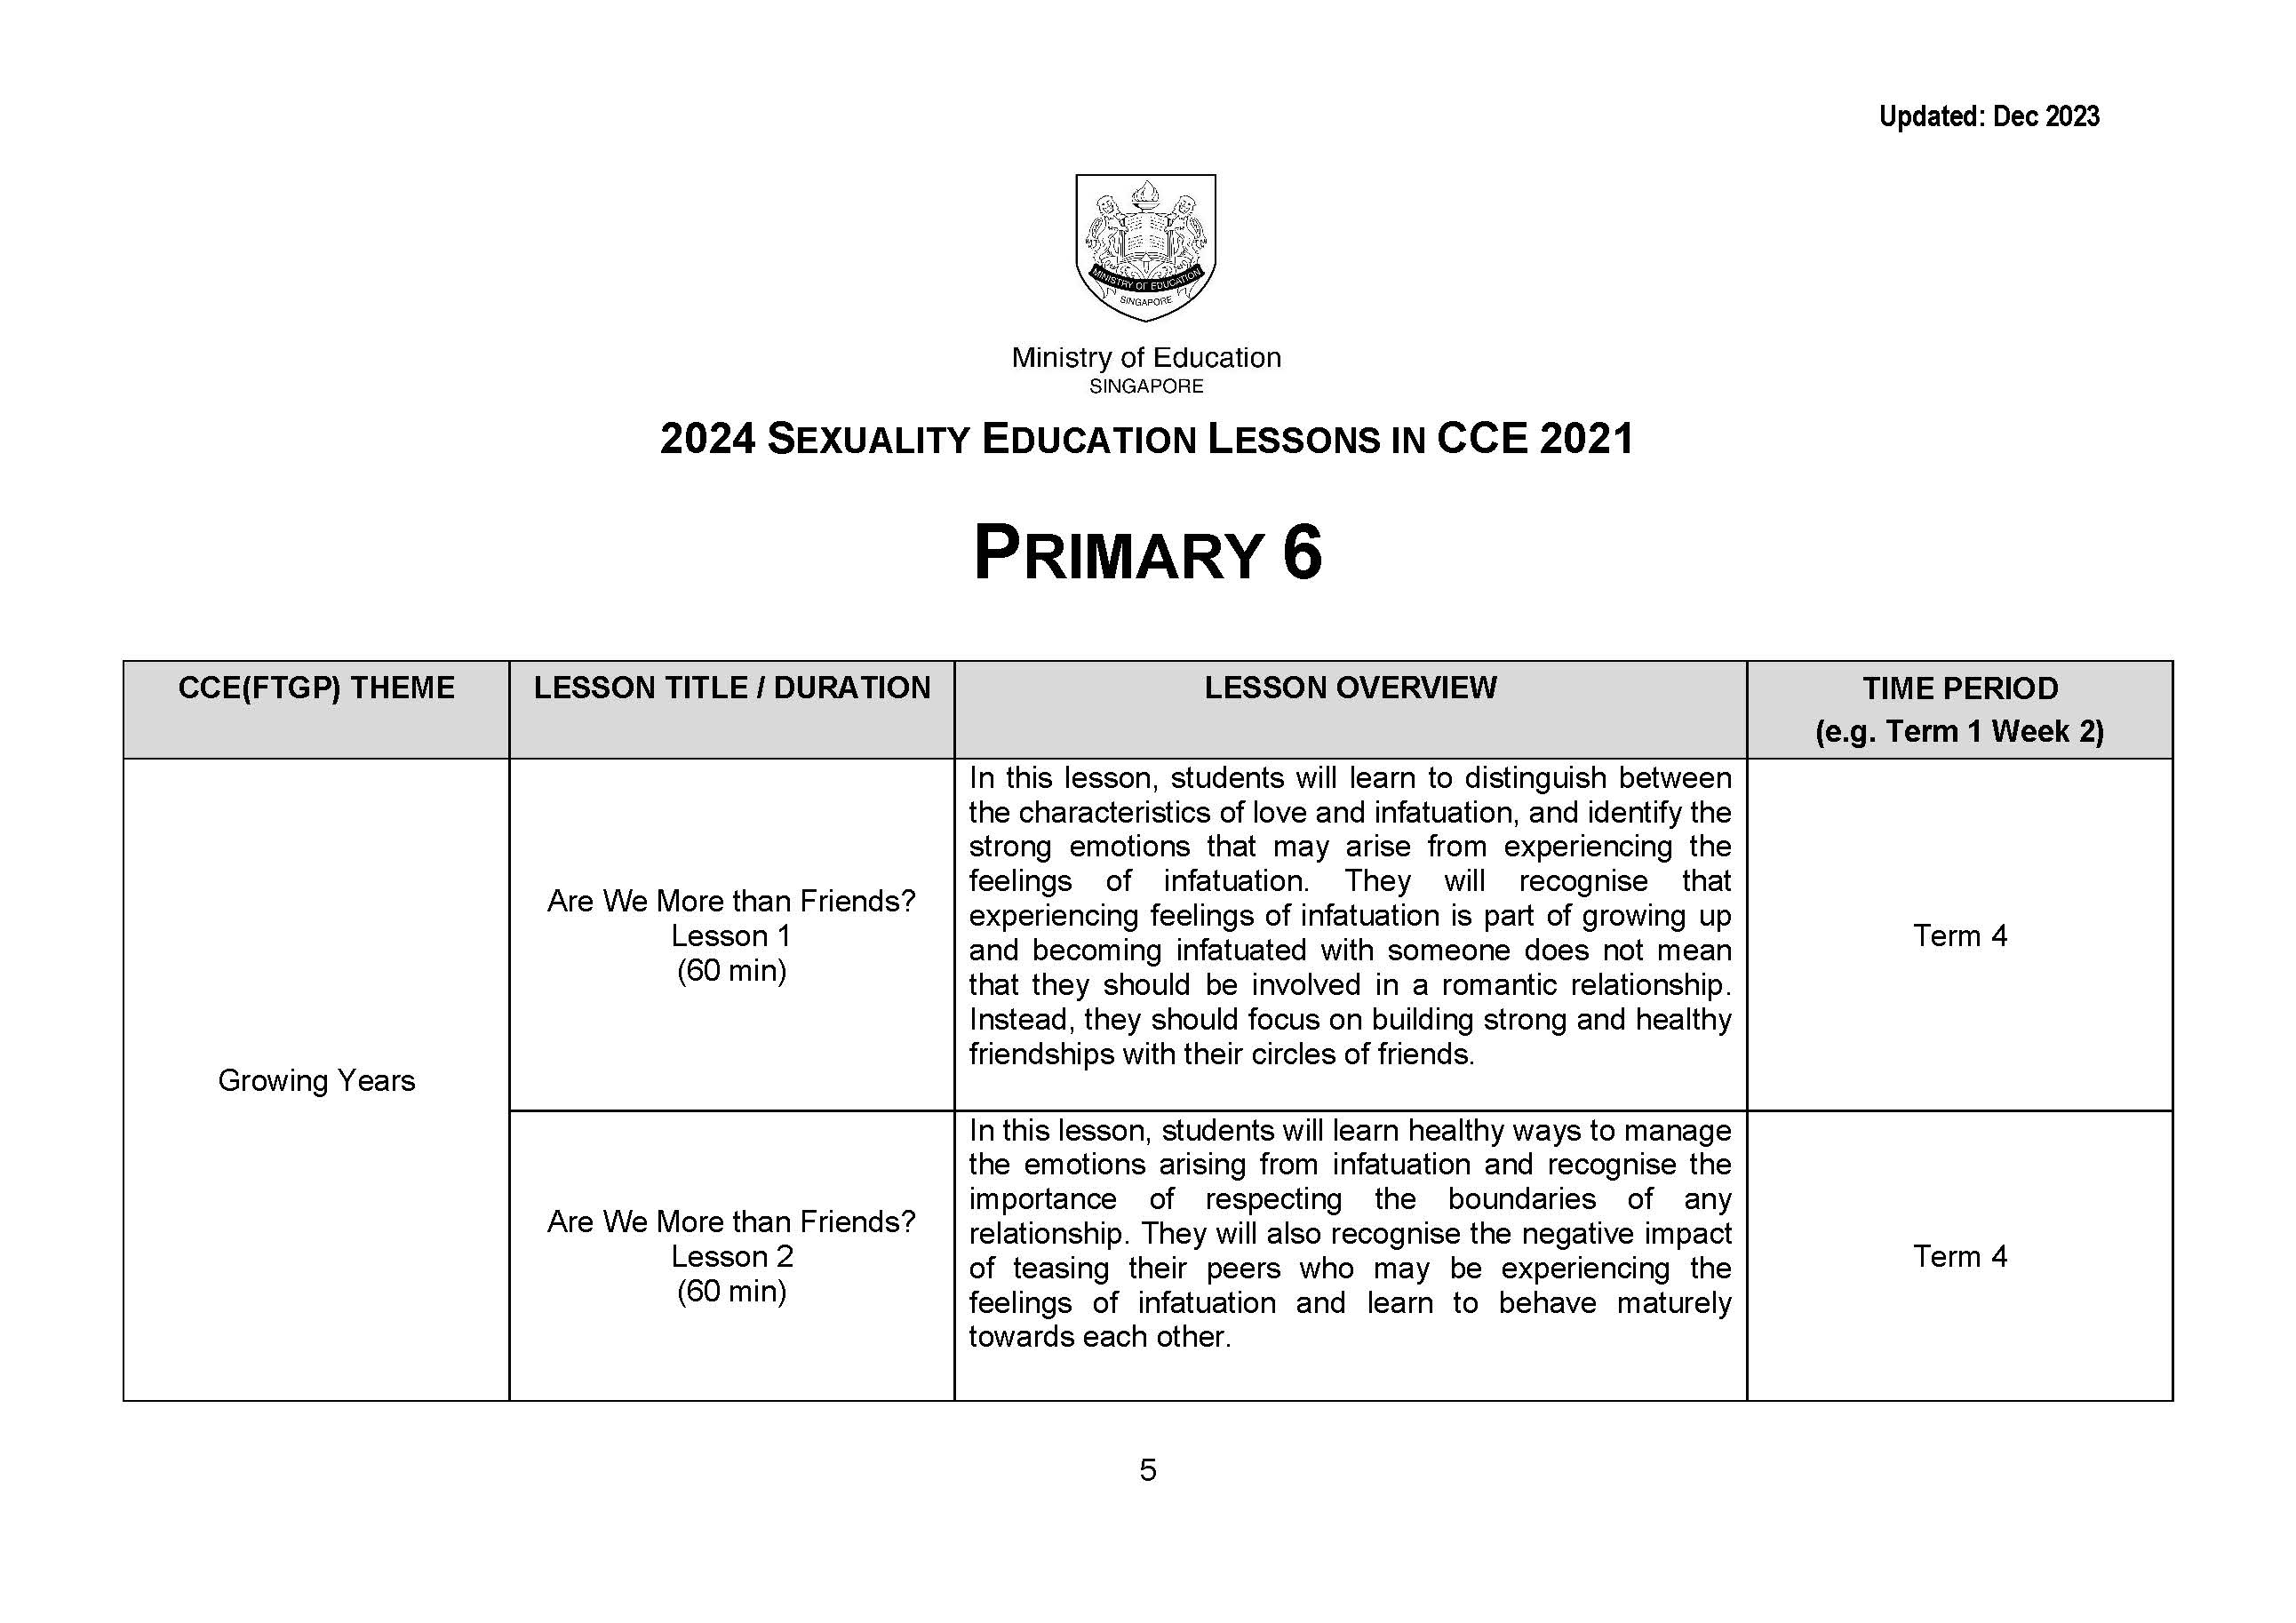 Updated: Dec 2023
MINISTRY OF EDUCATION
SINGAPORE
Ministry of Education
SINGAPORE
2024 SEXUALITY EDUCATION LESSONS IN CCE 2021
PRIMARY 6
CCE(FTGP) THEME
LESSON TITLE / DURATION
LESSON OVERVIEW
TIME PERIOD
(e.g. Term 1 Week 2)
Growing Years
Are We More than Friends?
Lesson 1
(60 min)
In this lesson, students will learn to distinguish between
the characteristics of love and infatuation, and identify the
strong emotions that may arise from experiencing the
feelings of infatuation. They will recognise that
experiencing feelings of infatuation is part of growing up
and becoming infatuated with someone does not mean
that they should be involved in a romantic relationship.
Instead, they should focus on building strong and healthy
friendships with their circles of friends.
Term 4
Are We More than Friends?
Lesson 2
(60 min)
In this lesson, students will learn healthy ways to manage
the emotions arising from infatuation and recognise the
importance of respecting the boundaries of any
relationship. They will also recognise the negative impact
of teasing their peers who may be experiencing the
feelings of infatuation and learn to behave maturely
towards each other.
Term 4
5